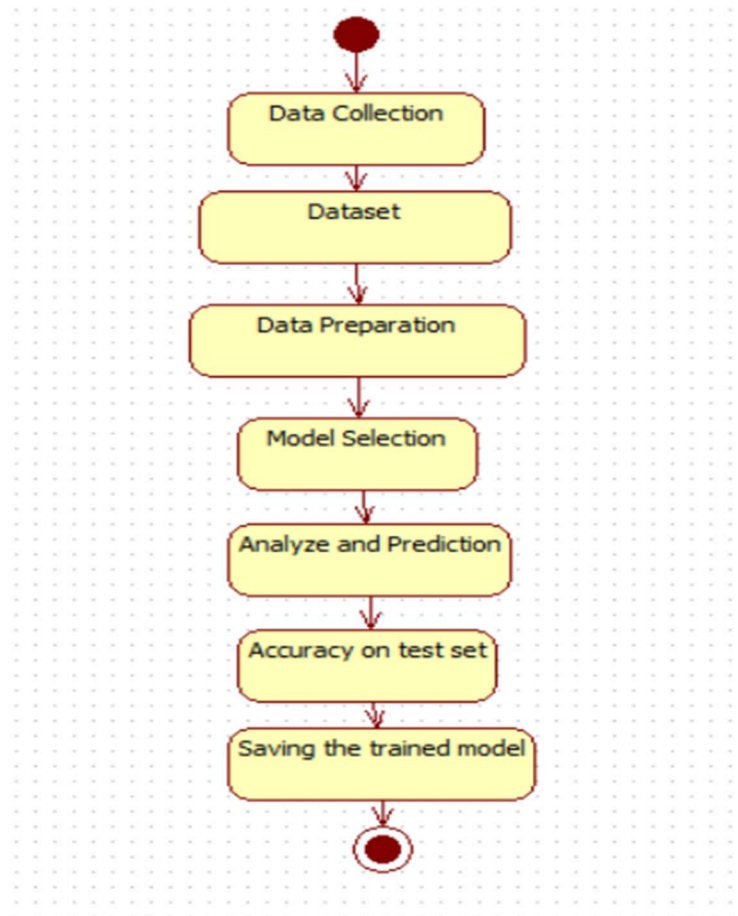 Data Collection
Dataset
Data Preparation
Model Selection
Analyze and Prediction
Accuracy on test set
Saving the trained model